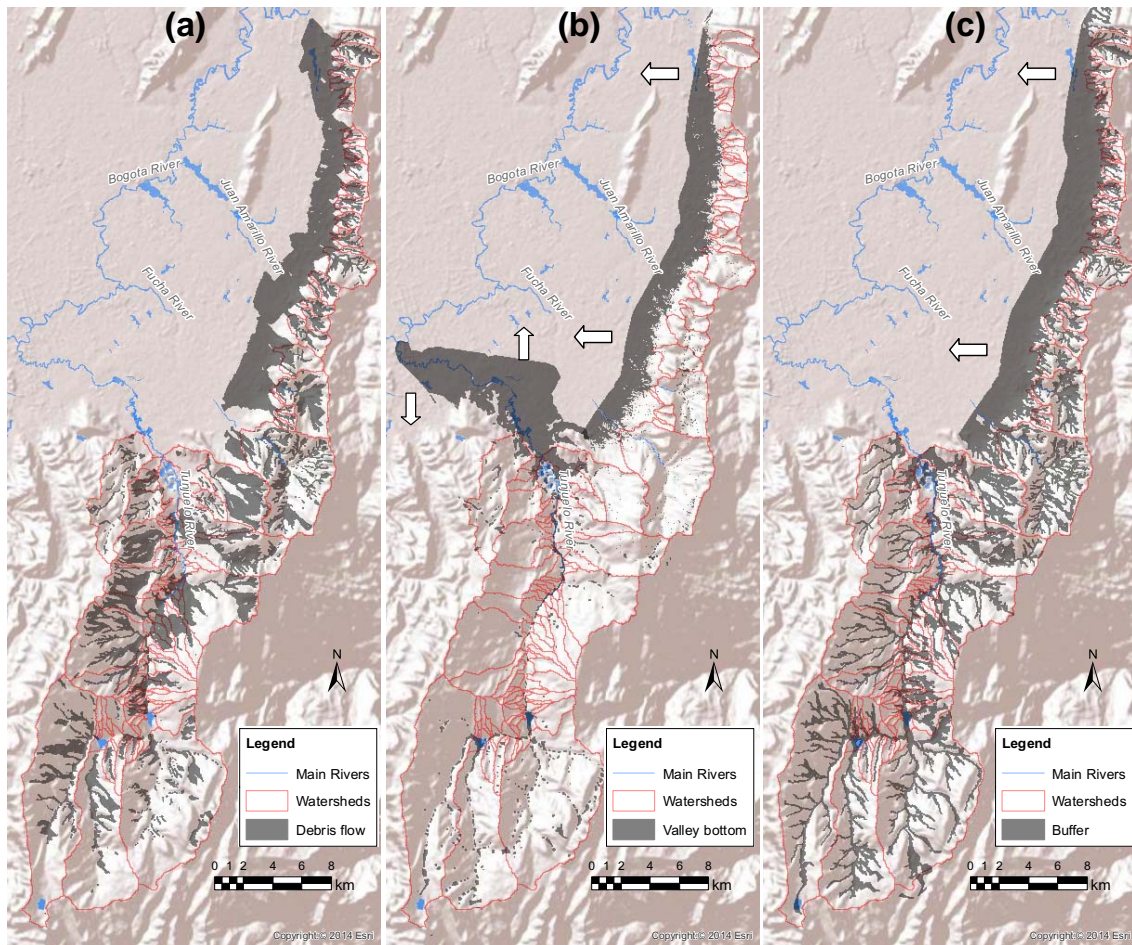 (a)
Bogota River
Juan Amarillo River
Fucha River
Tunjuelo River
N
Legend
Main Rivers
Watersheds
Debris flow
0 1 2 4 6 8
km
Copyright:© 2014 Esri
(b)
Bogota River
Juan Amarillo River
Fucha River
Tunjuelo River
N
Legend
Main Rivers
Watersheds
Valley bottom
0 1 2 4 6 8
km
Copyright:© 2014 Esri
(c)
Bogota River
Juan Amarillo River
Fucha River
Tunjuelo River
N
Legend
Main Rivers
Watersheds
Buffer
0 1 2 4 6 8
km
Copyright:© 2014 Esri